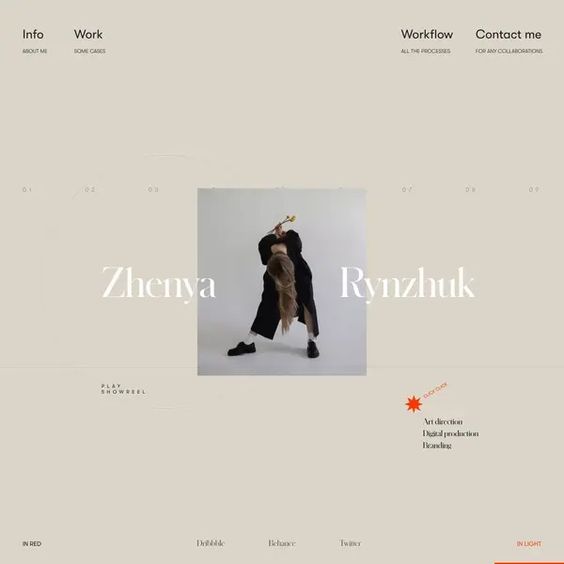 Info
Work
Workflow
Contact me
ABOUT ME
SOME CASES
ALL THE PROCESSES
FOR ANY COLLABORATIONS
01
02
03
07
08
09
Zhenya
Rynzhuk
PLAY
SHOWREEL
CLICK CLICK
Art direction
Digital production
Branding
IN RED
Dribbble
Behance
Twitter
IN LIGHT